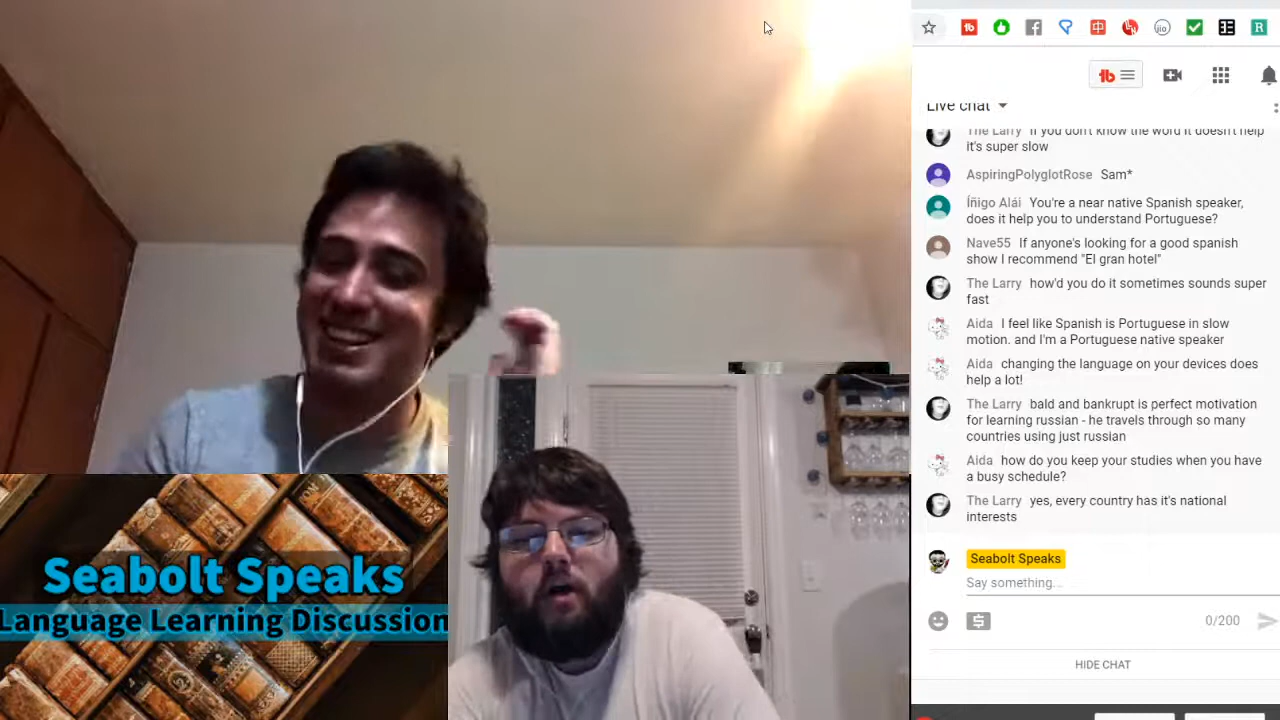 Live chat
The Larry If you don't know the word it doesn't help
it's super slow
AspiringPolyglotRose Sam*
Íñigo Alái You're a near native Spanish speaker,
does it help you to understand Portuguese?
Nave55 If anyone's looking for a good spanish
show I recommend "El gran hotel"
The Larry how'd you do it sometimes sounds super
fast
Aida I feel like Spanish is Portuguese in slow
motion. and I'm a Portuguese native speaker
Aida changing the language on your devices does
help a lot!
The Larry bald and bankrupt is perfect motivation
for learning russian - he travels through so many
countries using just russian
Aida how do you keep your studies when you have
a busy schedule?
The Larry yes, every country has it's national
interests
Seabolt Speaks
Say something...
0/200
HIDE CHAT
Seabolt Speaks
Language Learning Discussion